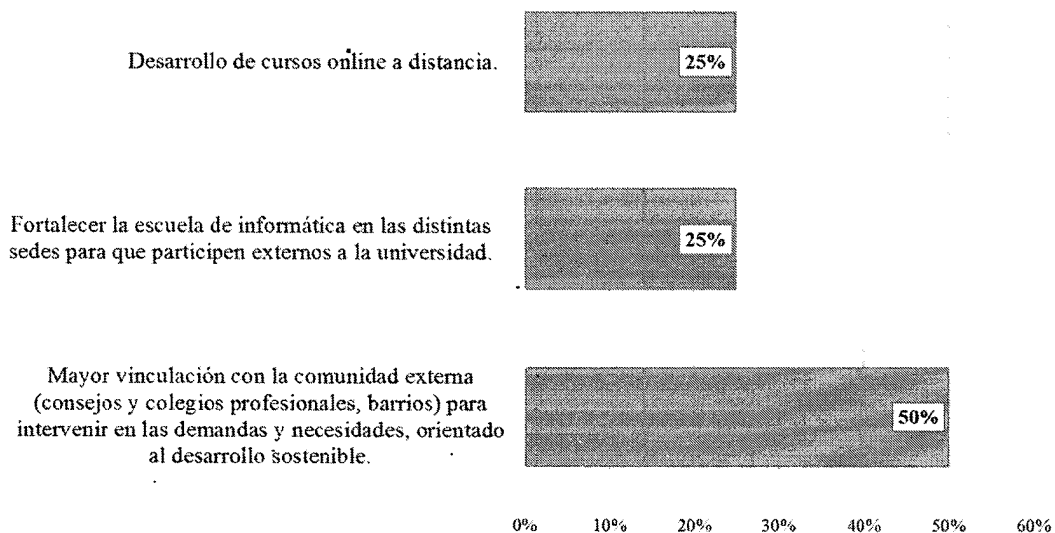 Desarrollo de cursos online a distancia.
25%
Fortalecer la escuela de informática en las distintas
sedes para que participen externos a la universidad.
25%
Mayor vinculación con la comunidad externa
(consejos y colegios profesionales, barrios) para
intervenir en las demandas y necesidades, orientado
al desarrollo sostenible.
50%
0% 10% 20% 30% 40% 50% 60%